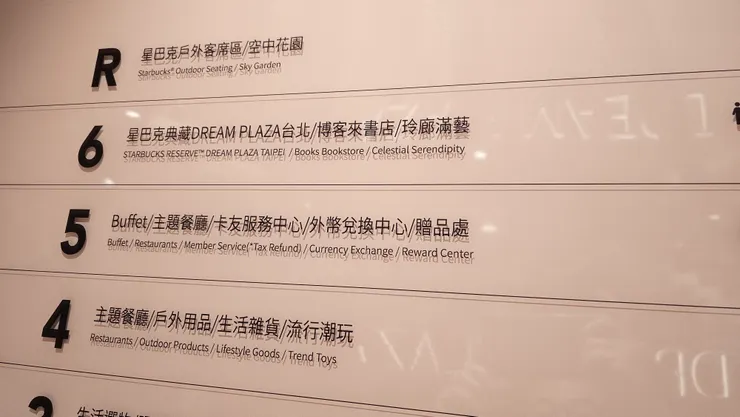 R
星巴克戶外客席區/空中花園
Starbucks® Outdoor Seating / Sky Garden
6
星巴克典藏DREAM PLAZA台北/博客來書店/玲廊滿藝
STARBUCKS RESERVE™ DREAM PLAZA TAIPEI / Books Bookstore / Celestial Serendipity
5
Buffet/主題餐廳/卡友服務中心/外幣兌換中心/贈品處
Buffet / Restaurants / Member Service(*Tax Refund) / Currency Exchange / Reward Center
4
主題餐廳/戶外用品/生活雜貨/流行潮玩
Restaurants / Outdoor Products / Lifestyle Goods / Trend Toys
生活選物